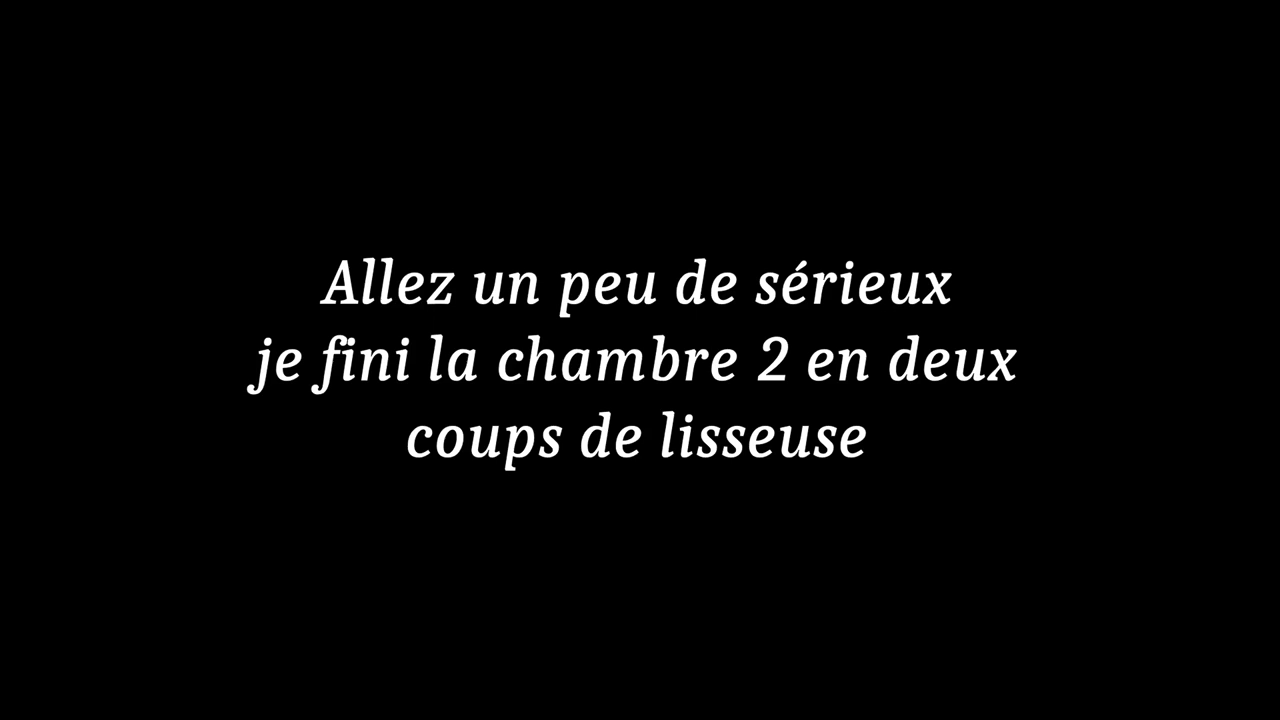 Allez un peu de sérieux
je fini la chambre 2 en deux
coups de lisseuse